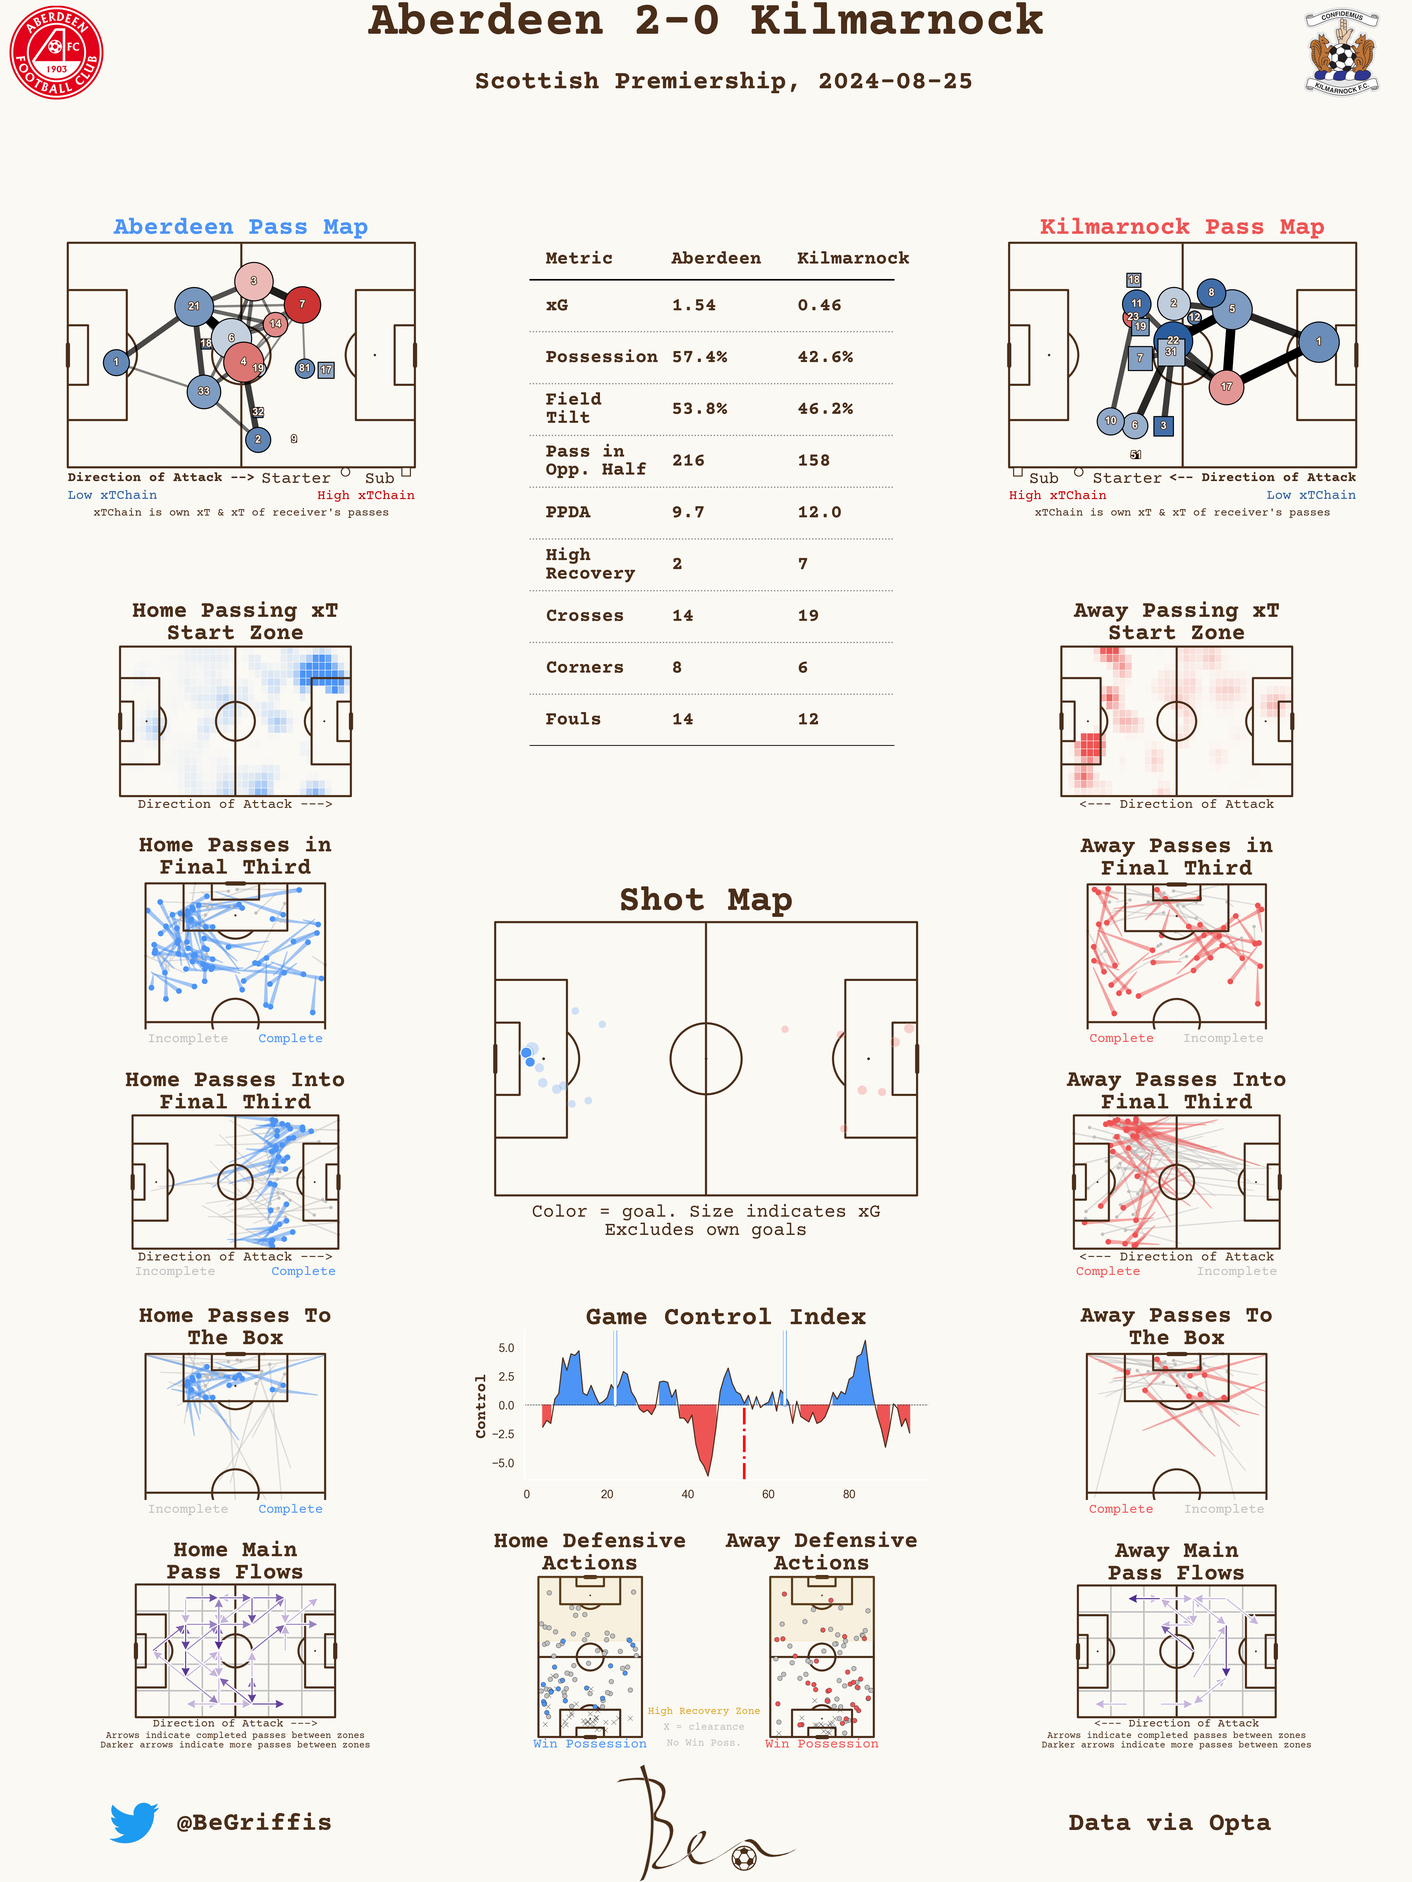 Aberdeen 2-0 Kilmarnock
Scottish Premiership, 2024-08-25
ABERDEEN
FC
1903
FOOTBALL CLUB
CONFIDEMUS
KILMARNOCK F.C.
Aberdeen Pass Map
3
7
21
14
6
18
1
4
19
81
17
33
32
2
9
Direction of Attack --> Starter Sub
Low xTChain High xTChain
xTChain is own xT & xT of receiver's passes
Metric Aberdeen Kilmarnock
xG 1.54 0.46
Possession 57.4% 42.6%
Field
Tilt 53.8% 46.2%
Pass in
Opp. Half 216 158
PPDA 9.7 12.0
High
Recovery 2 7
Crosses 14 19
Corners 8 6
Fouls 14 12
Kilmarnock Pass Map
18
8
11
2
5
23
12
19
22
1
31
7
17
10
6
3
51
Sub Starter <-- Direction of Attack
High xTChain Low xTChain
xTChain is own xT & xT of receiver's passes
Home Passing xT
Start Zone
Direction of Attack --->
Away Passing xT
Start Zone
<--- Direction of Attack
Home Passes in
Final Third
Incomplete Complete
Away Passes in
Final Third
Complete Incomplete
Shot Map
Color = goal. Size indicates xG
Excludes own goals
Home Passes Into
Final Third
Direction of Attack --->
Incomplete Complete
Away Passes Into
Final Third
<--- Direction of Attack
Complete Incomplete
Home Passes To
The Box
Incomplete Complete
Game Control Index
Control
5.0
2.5
0.0
−2.5
−5.0
0 20 40 60 80
Away Passes To
The Box
Complete Incomplete
Home Main
Pass Flows
Direction of Attack --->
Arrows indicate completed passes between zones
Darker arrows indicate more passes between zones
Home Defensive
Actions
Win Possession
High Recovery Zone
X = clearance
No Win Poss.
Away Defensive
Actions
Win Possession
Away Main
Pass Flows
<--- Direction of Attack
Arrows indicate completed passes between zones
Darker arrows indicate more passes between zones
@BeGriffis
Ben
Data via Opta